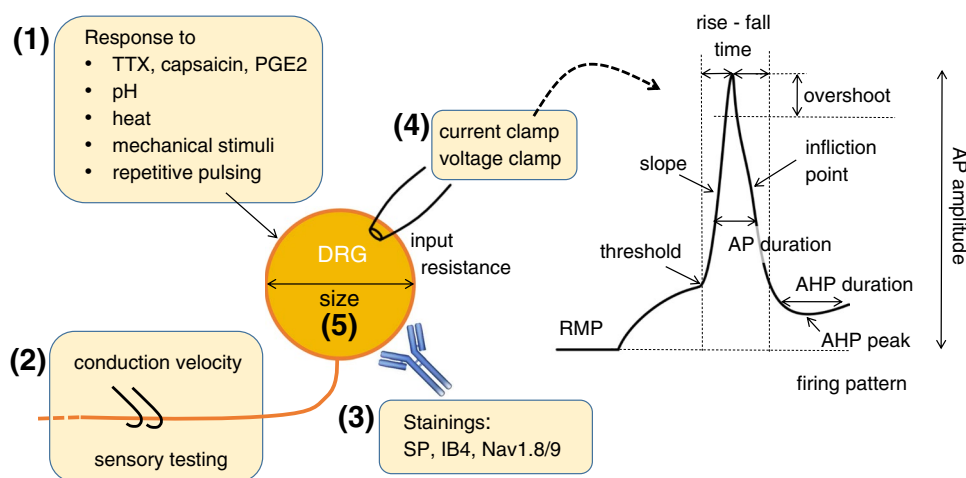 (1)
Response to
• TTX, capsaicin, PGE2
• pH
• heat
• mechanical stimuli
• repetitive pulsing
(4)
current clamp
voltage clamp
DRG
input
resistance
size
(5)
(2)
conduction velocity
sensory testing
(3)
Stainings:
SP, IB4, Nav1.8/9
rise - fall
time
overshoot
slope
infliction
point
AP amplitude
threshold
AP duration
AHP duration
RMP
AHP peak
firing pattern